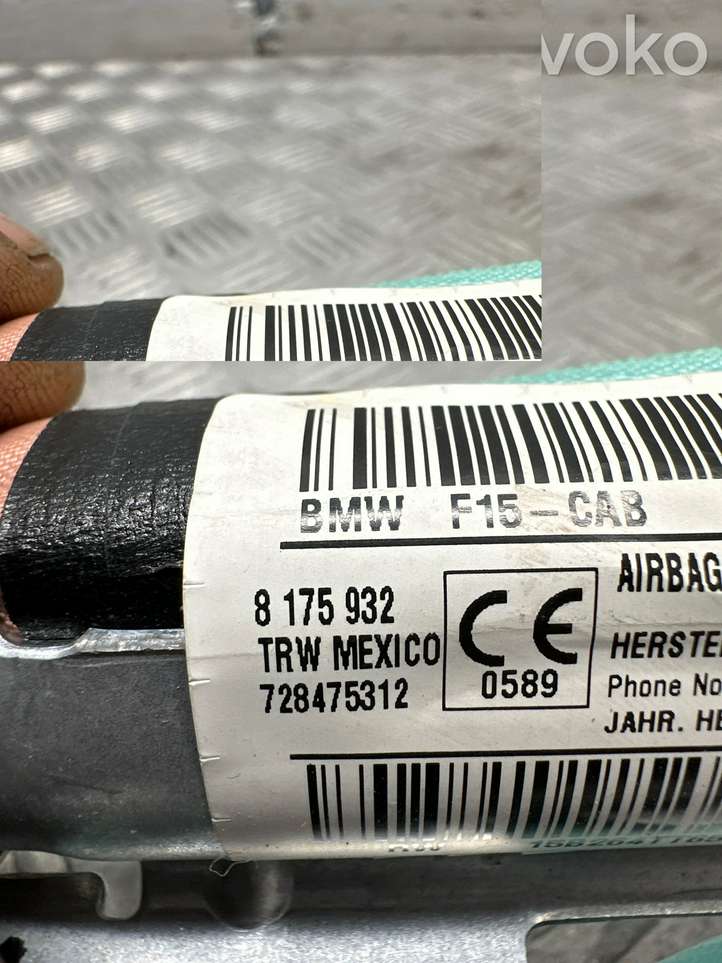 voko
BMW F15-CAB
8 175 932
TRW MEXICO
728475312
CE
0589
AIRBAG
HERSTE
Phone No
JAHR. HE